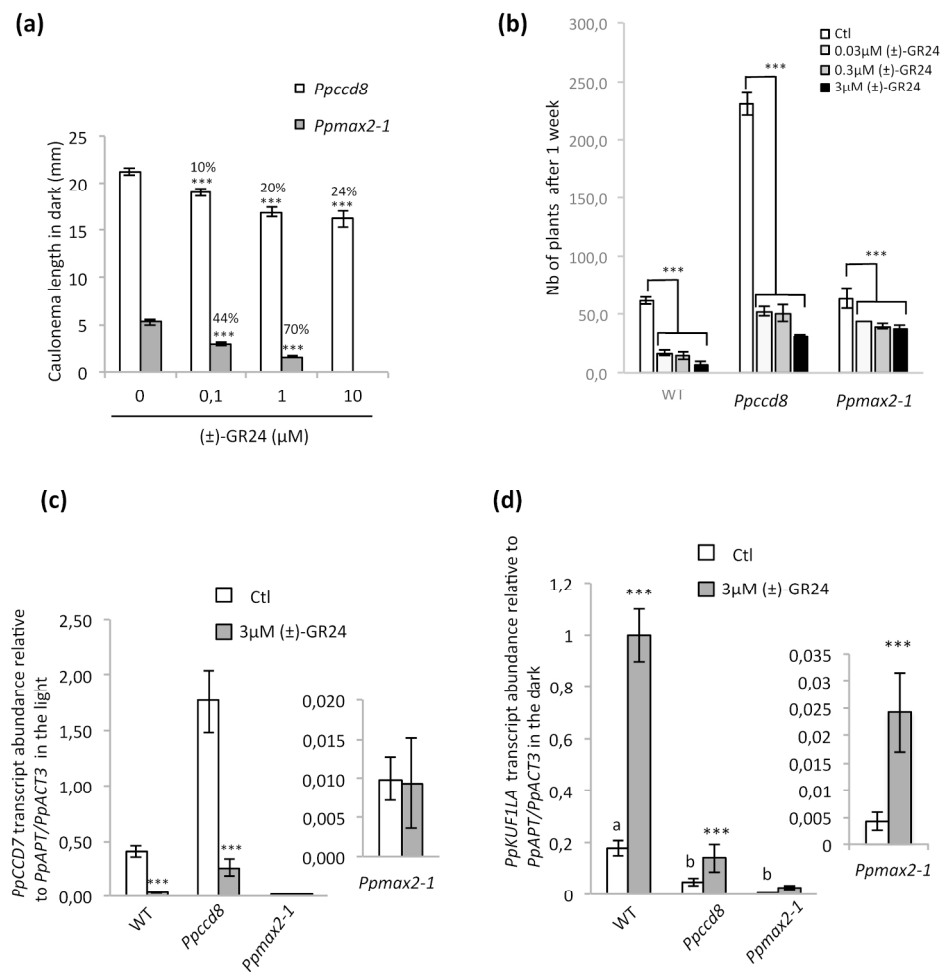 (a)
Ppccd8
Ppmax2-1
Caulonema length in dark (mm)
25
20
15
10
5
0
10%
***
20%
***
24%
***
44%
***
70%
***
0
0,1
1
10
(±)-GR24 (µM)
(b)
Ctl
0.03µM (±)-GR24
0.3µM (±)-GR24
3µM (±)-GR24
Nb of plants after 1 week
300,0
250,0
200,0
150,0
100,0
50,0
0,0
***
***
***
WT
Ppccd8
Ppmax2-1
(c)
Ctl
3µM (±)-GR24
PpCCD7 transcript abundance relative
to PpAPT/PpACT3 in the light
2,50
2,00
1,50
1,00
0,50
0,00
***
***
WT
Ppccd8
Ppmax2-1
0,020
0,015
0,010
0,005
0,000
Ppmax2-1
(d)
Ctl
3µM (±) GR24
PpKUF1LA transcript abundance relative to
PpAPT/PpACT3 in the dark
1,2
1
0,8
0,6
0,4
0,2
0
a
***
b
***
b
WT
Ppccd8
Ppmax2-1
0,035
0,03
0,025
0,02
0,015
0,01
0,005
0
***
Ppmax2-1